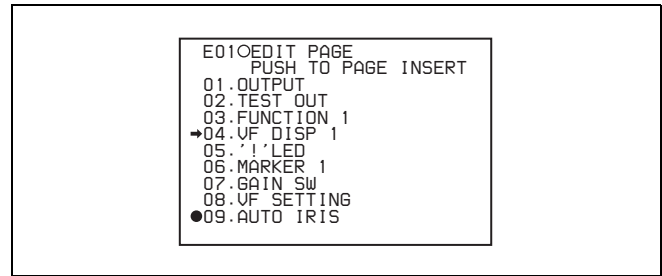 E01○EDIT PAGE
PUSH TO PAGE INSERT
01.OUTPUT
02.TEST OUT
03.FUNCTION 1
➡04.VF DISP 1
05.'!'LED
06.MARKER 1
07.GAIN SW
08.VF SETTING
●09.AUTO IRIS